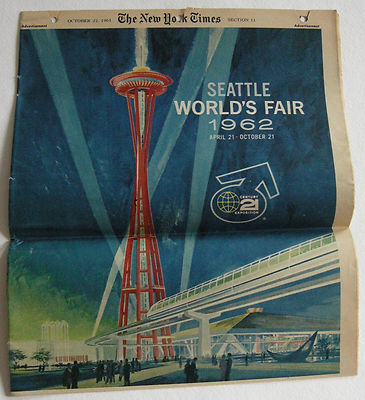 Advertisement
OCTOBER 22, 1961
The New York Times
SECTION 11
Advertisement
SEATTLE
WORLD'S FAIR
1962
APRIL 21 - OCTOBER 21
CENTURY
21
EXPOSITION